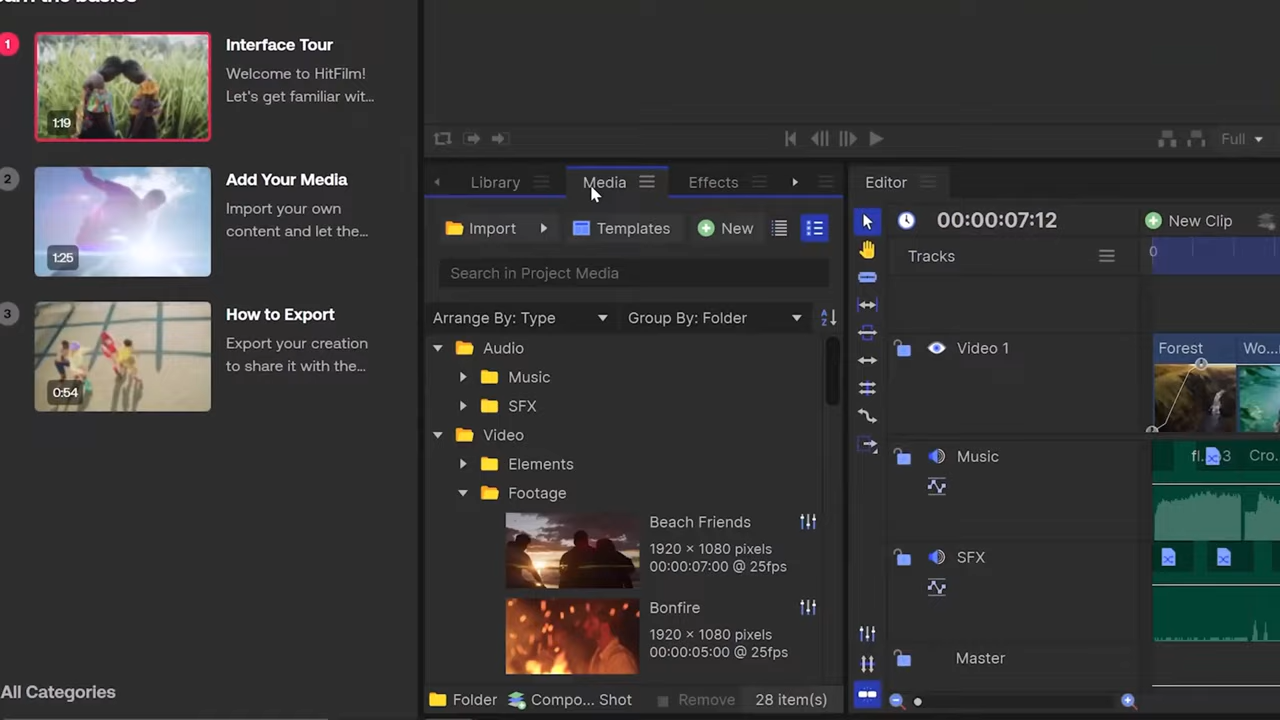 1
Interface Tour
Welcome to HitFilm!
Let's get familiar wit...
1:19
2
Add Your Media
Import your own
content and let the...
1:25
3
How to Export
Export your creation
to share it with the...
0:54
All Categories
Full
Library
Media
Effects
Import
Templates
New
Search in Project Media
Arrange By: Type
Group By: Folder
Audio
Music
SFX
Video
Elements
Footage
Beach Friends
1920 × 1080 pixels
00:00:07:00 @ 25fps
Bonfire
1920 × 1080 pixels
00:00:05:00 @ 25fps
Folder
Compo... Shot
Remove
28 item(s)
Editor
00:00:07:12
New Clip
Tracks
0
Video 1
Forest
Wo...
Music
Cro...
SFX
Master